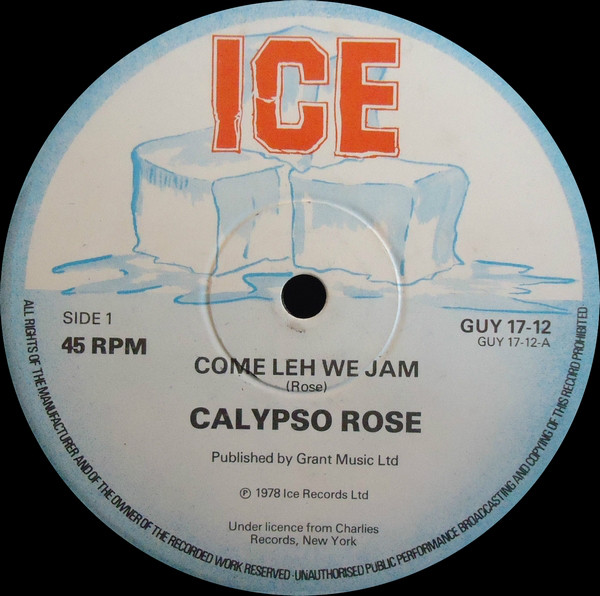 ICE
SIDE 1
45 RPM
GUY 17-12
GUY 17-12-A
COME LEH WE JAM
(Rose)
CALYPSO ROSE
Published by Grant Music Ltd
℗ 1978 Ice Records Ltd
Under licence from Charlies
Records, New York
ALL RIGHTS OF THE MANUFACTURER AND OF THE OWNER OF THE RECORDED WORK RESERVED · UNAUTHORISED PUBLIC PERFORMANCE BROADCASTING AND COPYING OF THIS RECORD PROHIBITED ·